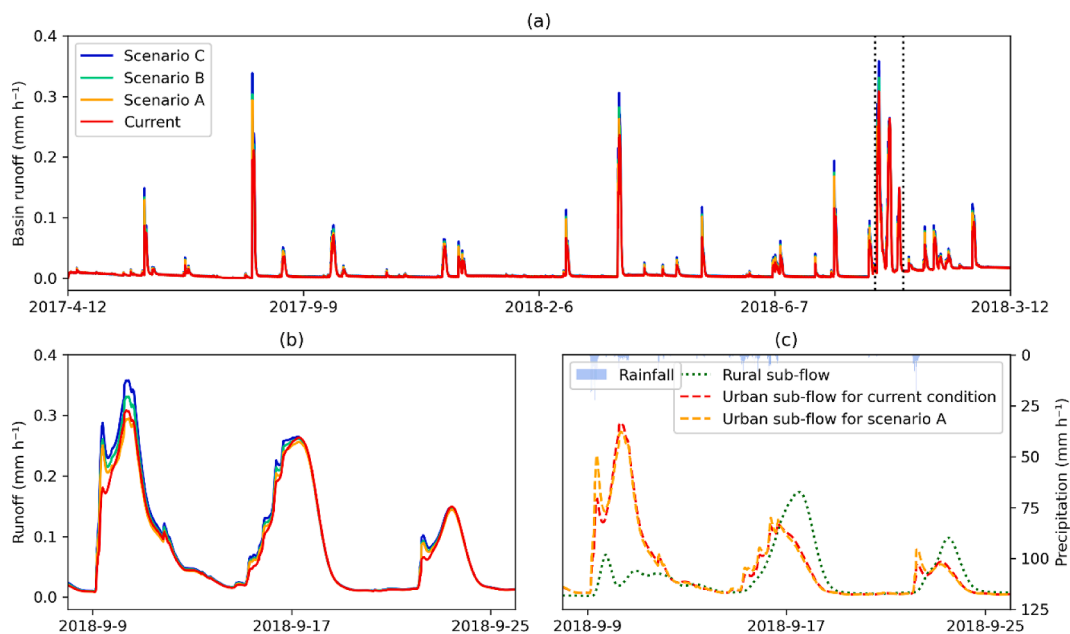 (a)
Basin runoff (mm h⁻¹)
0.4
0.3
0.2
0.1
0.0
Scenario C
Scenario B
Scenario A
Current
2017-4-12
2017-9-9
2018-2-6
2018-6-7
2018-3-12
(b)
Runoff (mm h⁻¹)
0.4
0.3
0.2
0.1
0.0
2018-9-9
2018-9-17
2018-9-25
(c)
Rainfall
Rural sub-flow
Urban sub-flow for current condition
Urban sub-flow for scenario A
0
25
50
75
100
125
Precipitation (mm h⁻¹)
2018-9-9
2018-9-17
2018-9-25